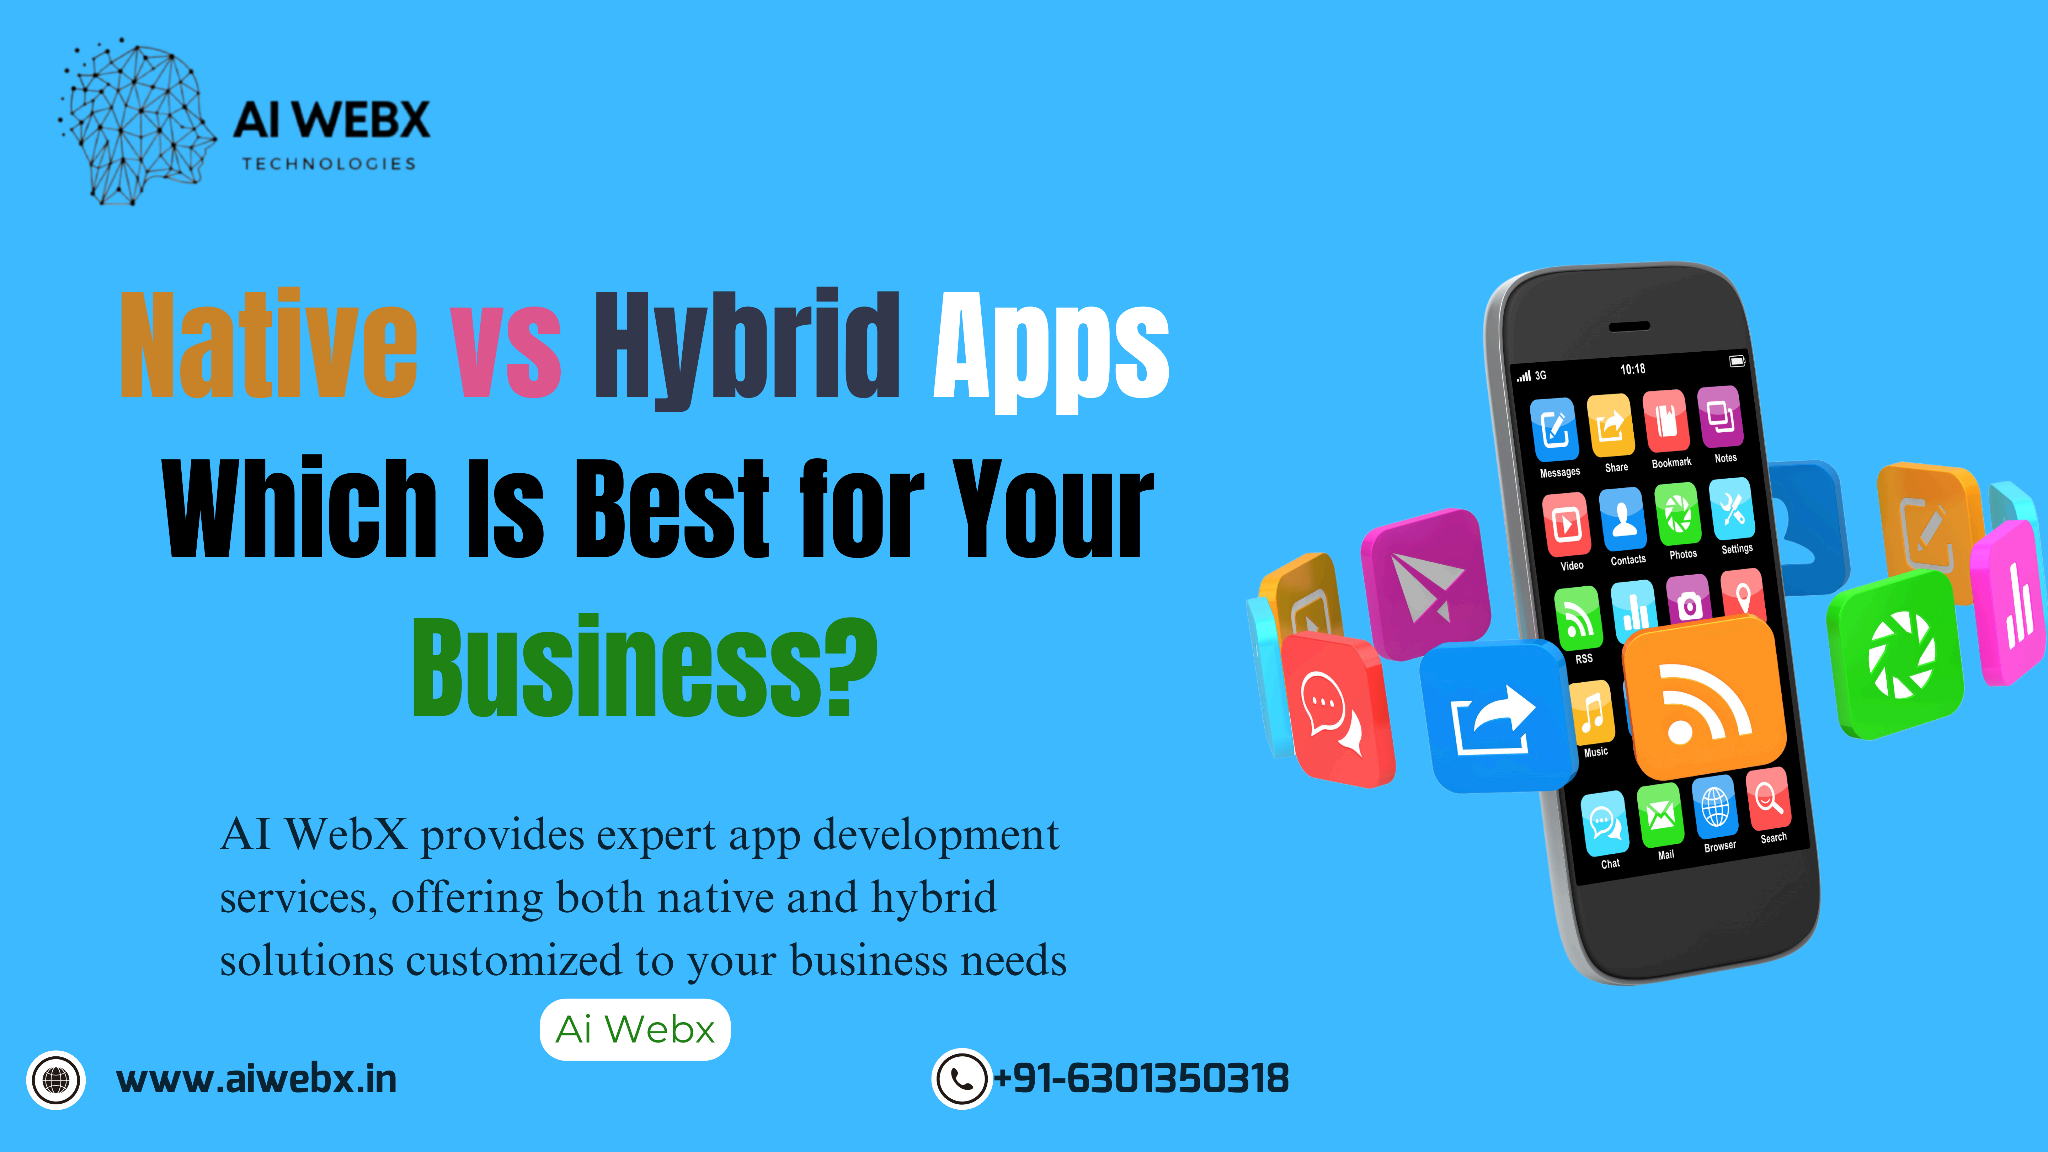 AI WEBX
TECHNOLOGIES
Native vs Hybrid Apps
Which Is Best for Your
Business?
AI WebX provides expert app development
services, offering both native and hybrid
solutions customized to your business needs
Ai Webx
www.aiwebx.in
+91-6301350318
3G 10:18
Messages Share Bookmark Notes
Video Contacts Photos Settings
RSS
Music
Chat Mail Browser Search